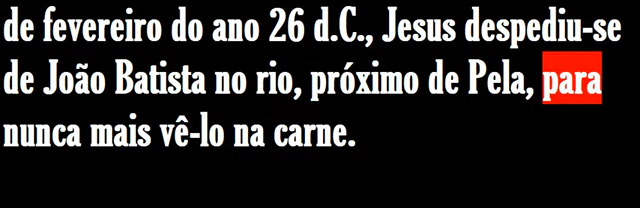 de fevereiro do ano 26 d.C., Jesus despediu-se
de João Batista no rio, próximo de Pela, para
nunca mais vê-lo na carne.